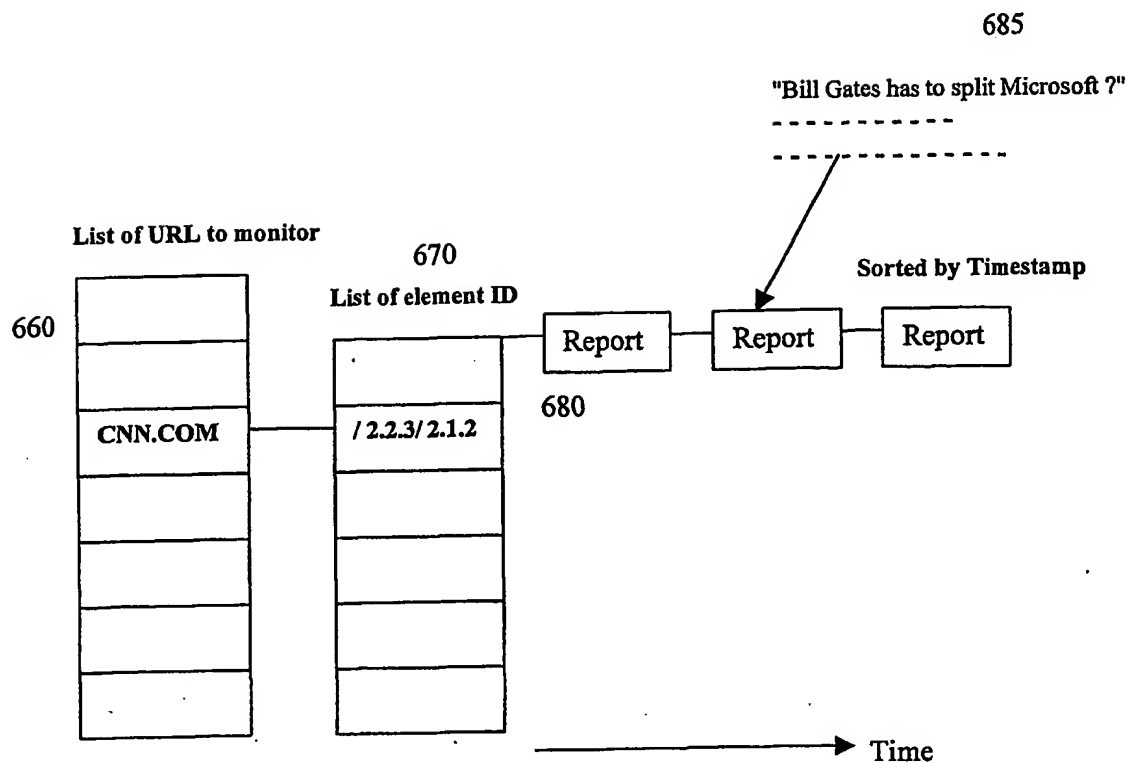 685
"Bill Gates has to split Microsoft ?"
List of URL to monitor
670
Sorted by Timestamp
List of element ID
660
Report
Report
Report
680
CNN.COM
/ 2.2.3/ 2.1.2
Time